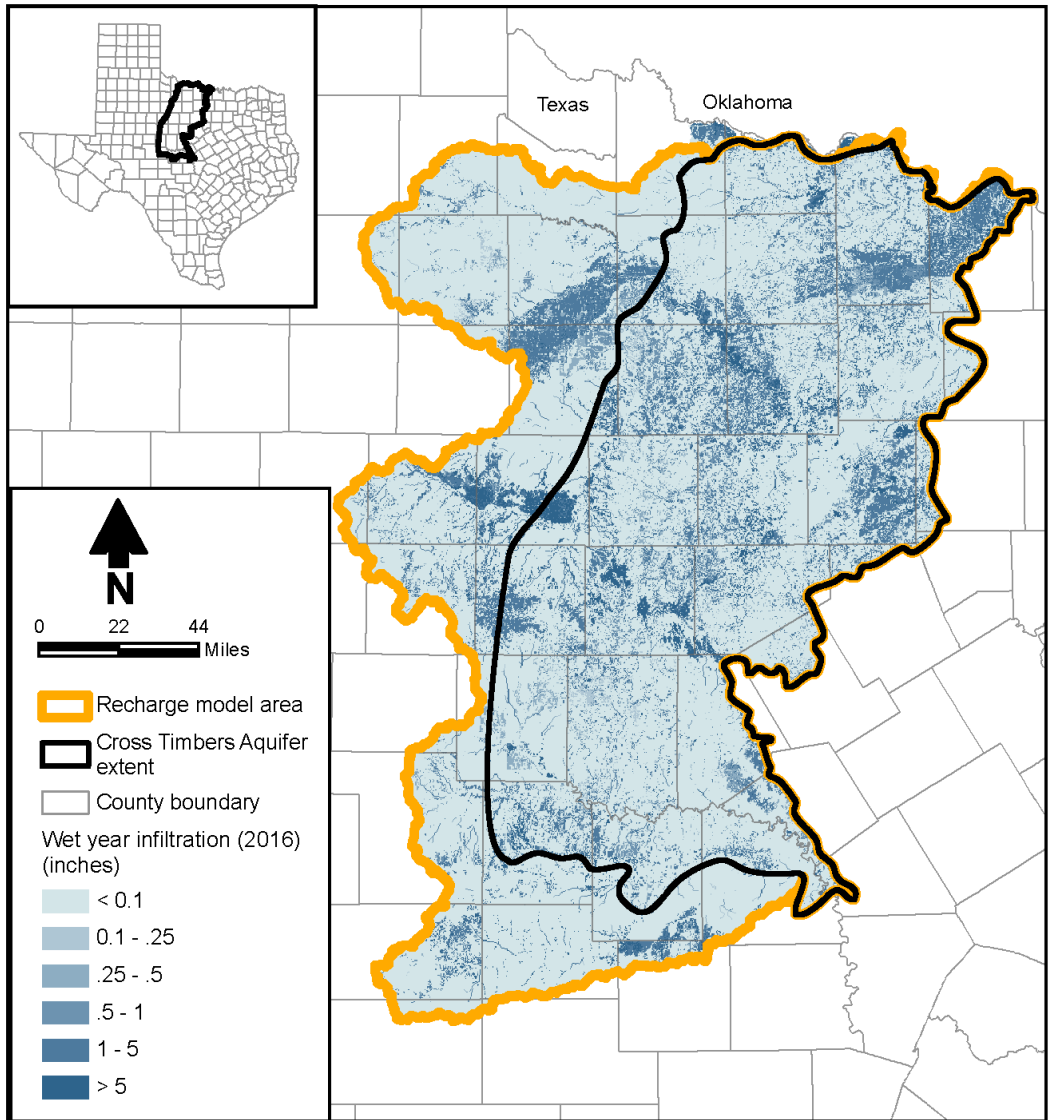 Texas
Oklahoma
N
0 22 44
Miles
Recharge model area
Cross Timbers Aquifer
extent
County boundary
Wet year infiltration (2016)
(inches)
< 0.1
0.1 - .25
.25 - .5
.5 - 1
1 - 5
> 5